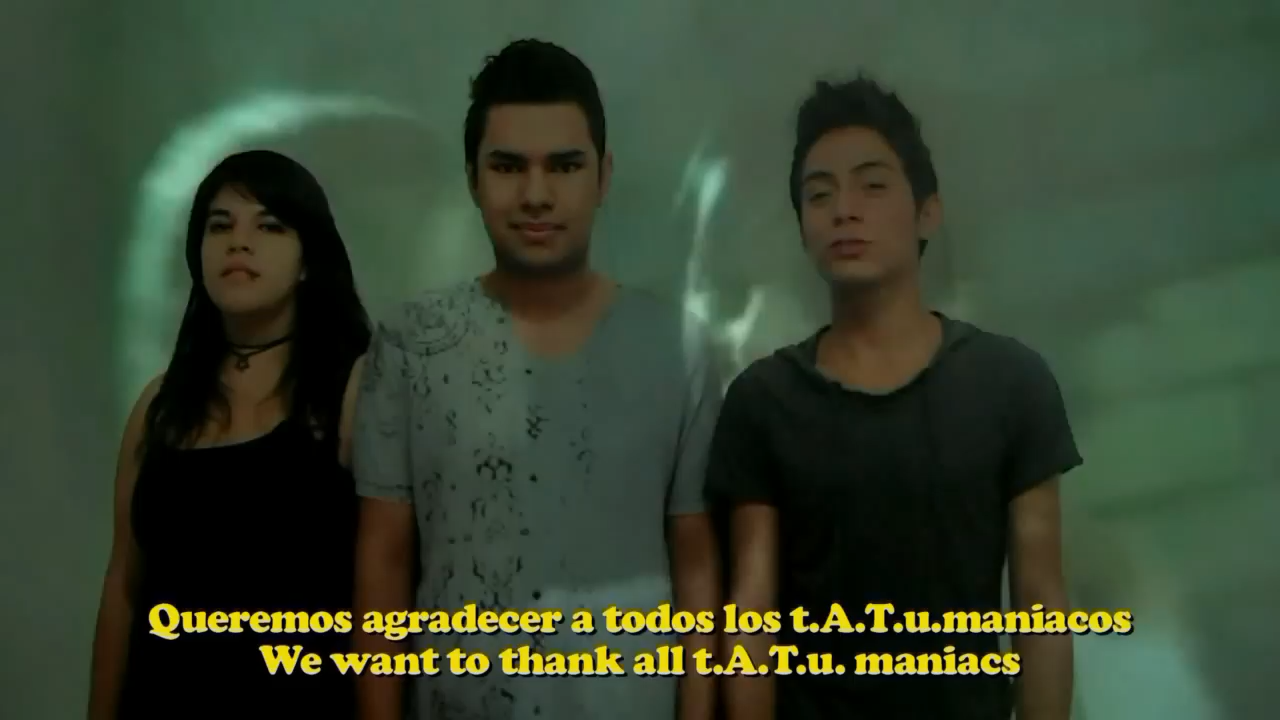 Queremos agradecer a todos los t.A.T.u.maniacos
We want to thank all t.A.T.u. maniacs